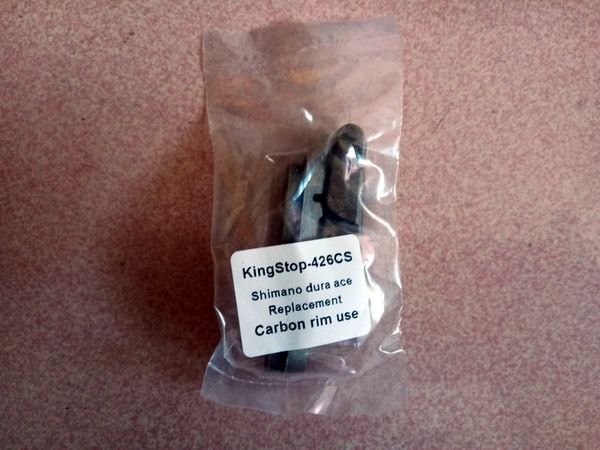 KingStop-426CS
Shimano dura ace
Replacement
Carbon rim use